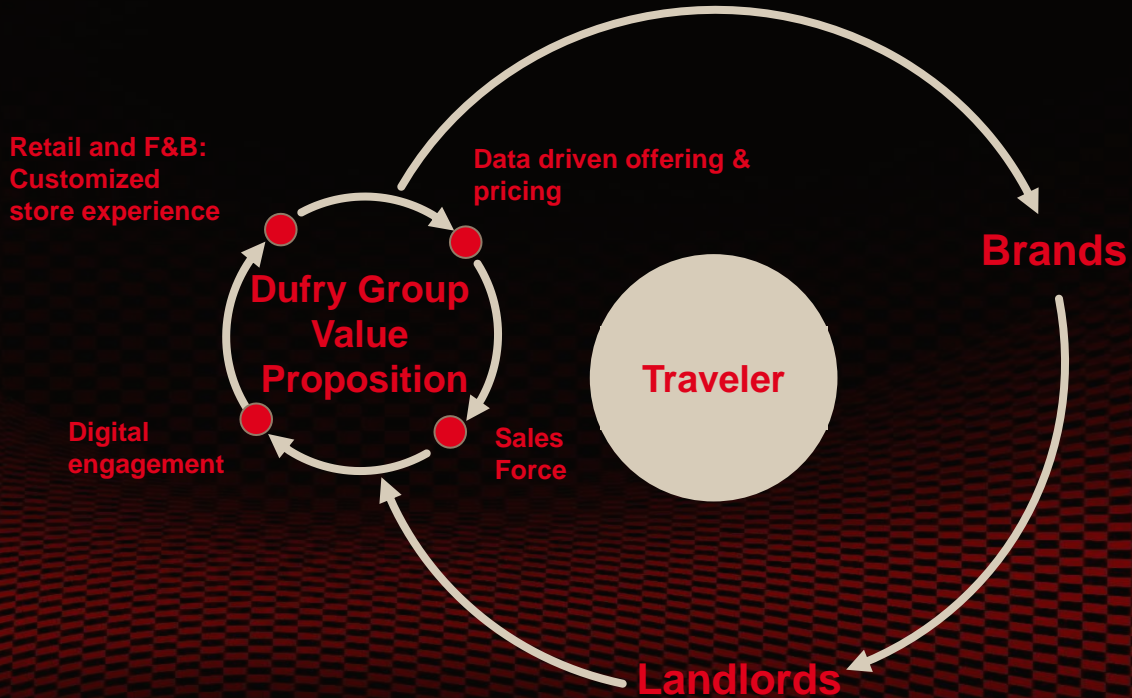 Retail and F&B:
Customized
store experience
Data driven offering &
pricing
Dufry Group
Value
Proposition
Brands
Traveler
Digital
engagement
Sales
Force
Landlords